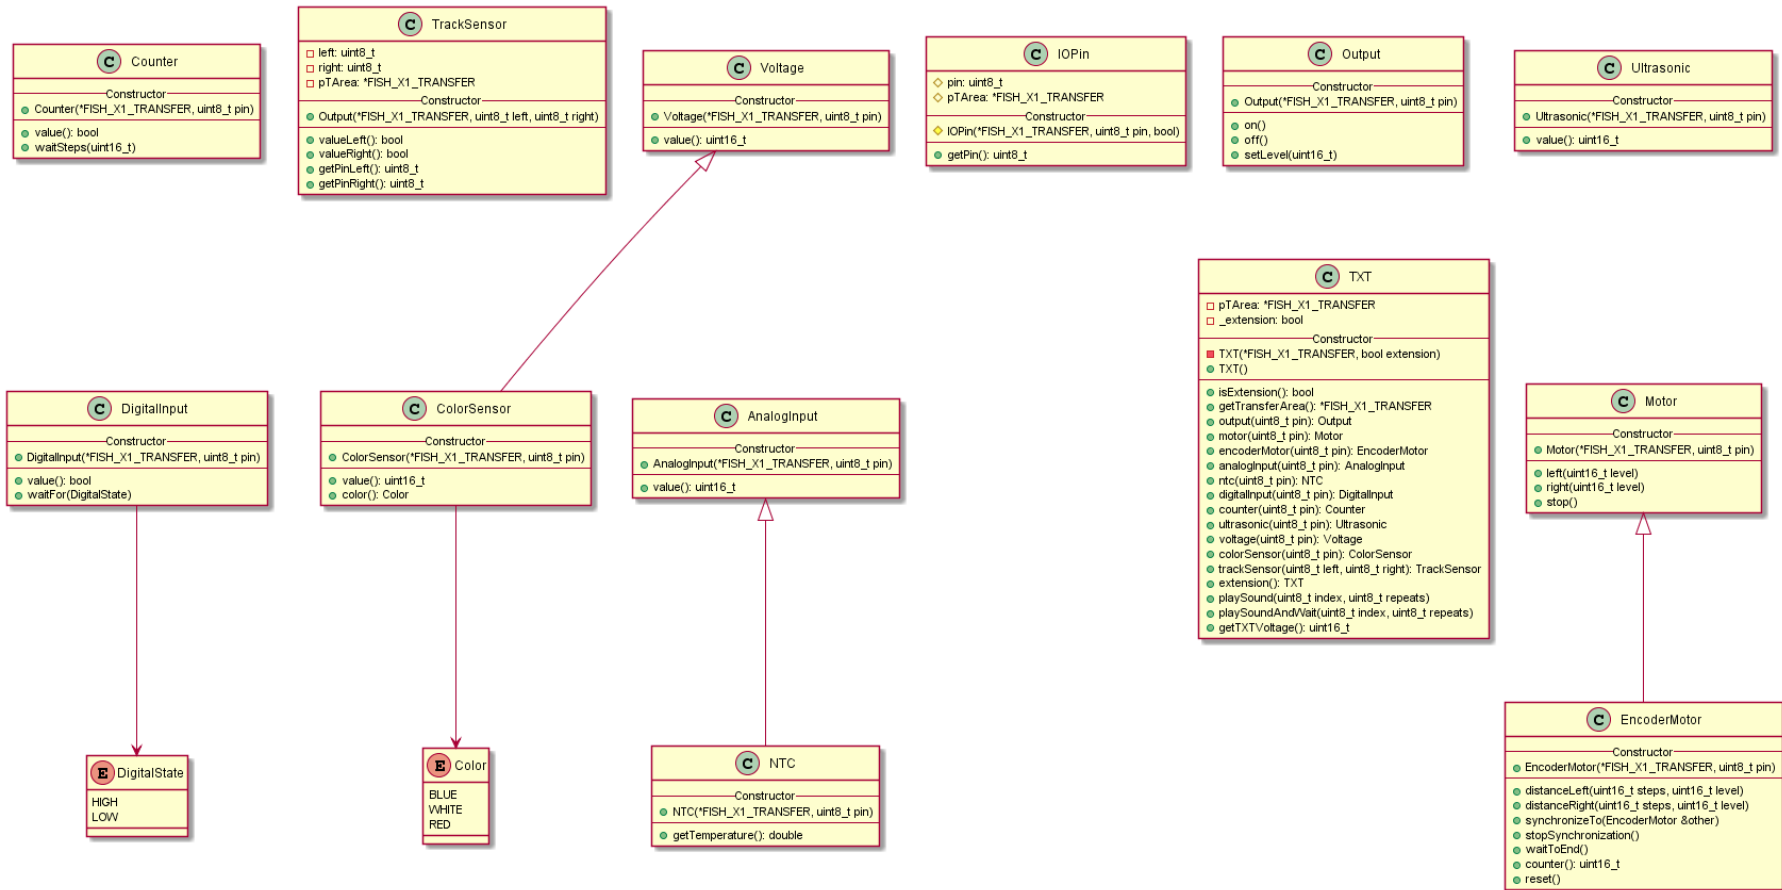 C Counter
Constructor
Counter(*FISH_X1_TRANSFER, uint8_t pin)
value(): bool
waitSteps(uint16_t)
C TrackSensor
left: uint8_t
right: uint8_t
pTArea: *FISH_X1_TRANSFER
Constructor
Output(*FISH_X1_TRANSFER, uint8_t left, uint8_t right)
valueLeft(): bool
valueRight(): bool
getPinLeft(): uint8_t
getPinRight(): uint8_t
C Voltage
Constructor
Voltage(*FISH_X1_TRANSFER, uint8_t pin)
value(): uint16_t
C IOPin
pin: uint8_t
pTArea: *FISH_X1_TRANSFER
Constructor
IOPin(*FISH_X1_TRANSFER, uint8_t pin, bool)
getPin(): uint8_t
C Output
Constructor
Output(*FISH_X1_TRANSFER, uint8_t pin)
on()
off()
setLevel(uint16_t)
C Ultrasonic
Constructor
Ultrasonic(*FISH_X1_TRANSFER, uint8_t pin)
value(): uint16_t
C DigitalInput
Constructor
DigitalInput(*FISH_X1_TRANSFER, uint8_t pin)
value(): bool
waitFor(DigitalState)
C ColorSensor
Constructor
ColorSensor(*FISH_X1_TRANSFER, uint8_t pin)
value(): uint16_t
color(): Color
C AnalogInput
Constructor
AnalogInput(*FISH_X1_TRANSFER, uint8_t pin)
value(): uint16_t
C TXT
pTArea: *FISH_X1_TRANSFER
_extension: bool
Constructor
TXT(*FISH_X1_TRANSFER, bool extension)
TXT()
isExtension(): bool
getTransferArea(): *FISH_X1_TRANSFER
output(uint8_t pin): Output
motor(uint8_t pin): Motor
encoderMotor(uint8_t pin): EncoderMotor
analogInput(uint8_t pin): AnalogInput
ntc(uint8_t pin): NTC
digitalInput(uint8_t pin): DigitalInput
counter(uint8_t pin): Counter
ultrasonic(uint8_t pin): Ultrasonic
voltage(uint8_t pin): Voltage
colorSensor(uint8_t pin): ColorSensor
trackSensor(uint8_t left, uint8_t right): TrackSensor
extension(): TXT
playSound(uint8_t index, uint8_t repeats)
playSoundAndWait(uint8_t index, uint8_t repeats)
getTXTVoltage(): uint16_t
C Motor
Constructor
Motor(*FISH_X1_TRANSFER, uint8_t pin)
left(uint16_t level)
right(uint16_t level)
stop()
E DigitalState
HIGH
LOW
E Color
BLUE
WHITE
RED
C NTC
Constructor
NTC(*FISH_X1_TRANSFER, uint8_t pin)
getTemperature(): double
C EncoderMotor
Constructor
EncoderMotor(*FISH_X1_TRANSFER, uint8_t pin)
distanceLeft(uint16_t steps, uint16_t level)
distanceRight(uint16_t steps, uint16_t level)
synchronizeTo(EncoderMotor &other)
stopSynchronization()
waitToEnd()
counter(): uint16_t
reset()